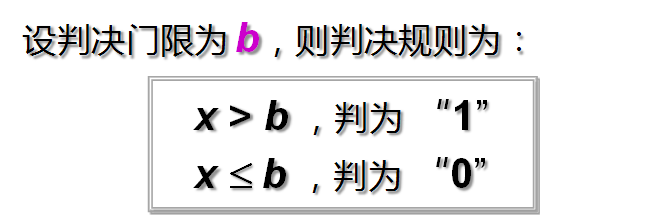 设判决门限为 b，则判决规则为：
x > b ，判为 “1”
x ≤ b ，判为 “0”